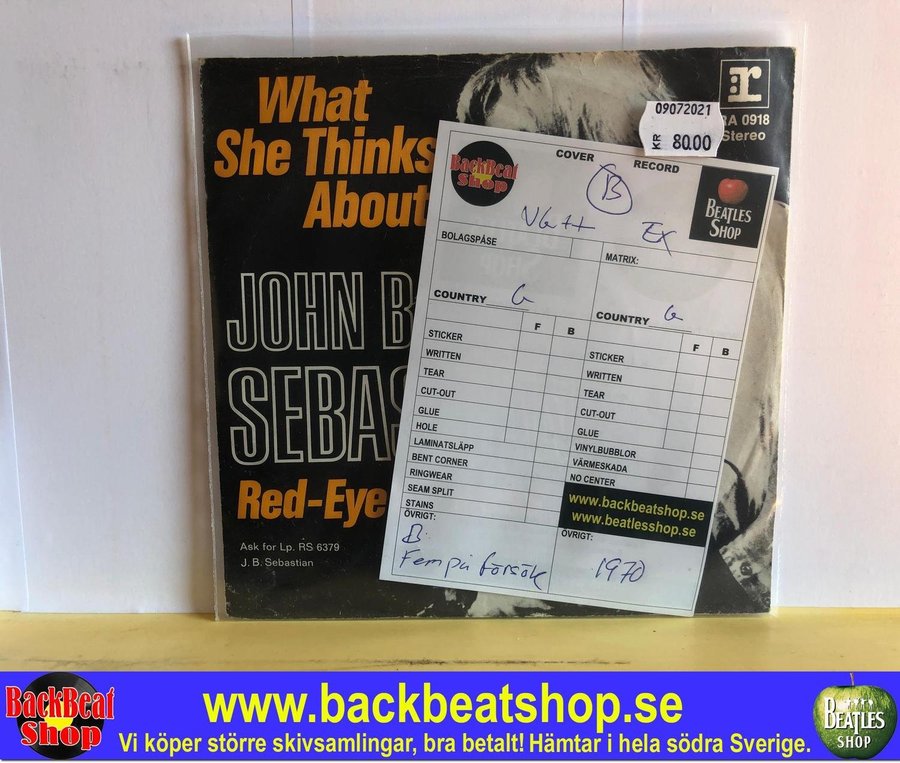 What
She Thinks
About
JOHN B
SEBAS
Red-Eye
Ask for Lp. RS 6379
J. B. Sebastian
r:
RA 0918
Stereo
09072021
KR 80.00
BackBeat
Shop
COVER
RECORD
B
BEATLES
SHOP
VG++
EX
BOLAGSPÅSE
MATRIX:
COUNTRY G
COUNTRY G
F B
F B
STICKER
WRITTEN
TEAR
CUT-OUT
GLUE
HOLE
LAMINATSLÄPP
BENT CORNER
RINGWEAR
SEAM SPLIT
STAINS
ÖVRIGT:
B.
Fem på försök
STICKER
WRITTEN
TEAR
CUT-OUT
GLUE
VINYLBUBBLOR
VÄRMESKADA
NO CENTER
www.backbeatshop.se
www.beatlesshop.se
ÖVRIGT:
1970
BackBeat
Shop
www.backbeatshop.se
Vi köper större skivsamlingar, bra betalt! Hämtar i hela södra Sverige.
BEATLES
SHOP